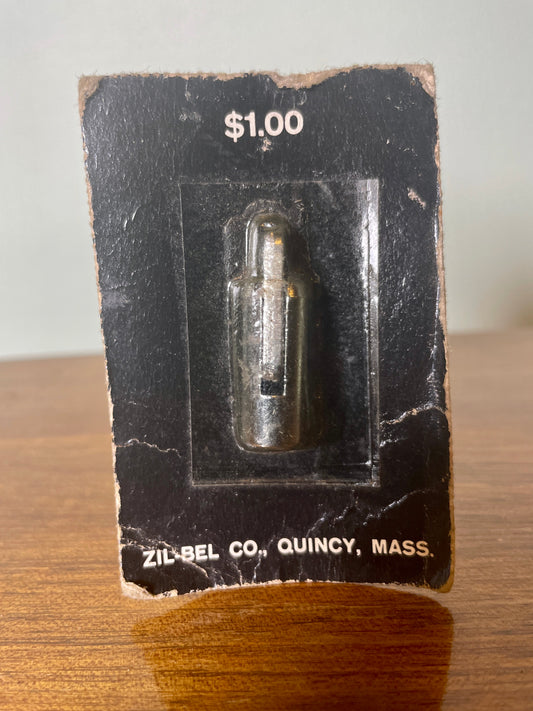 $1.00
ZIL-BEL CO., QUINCY, MASS.